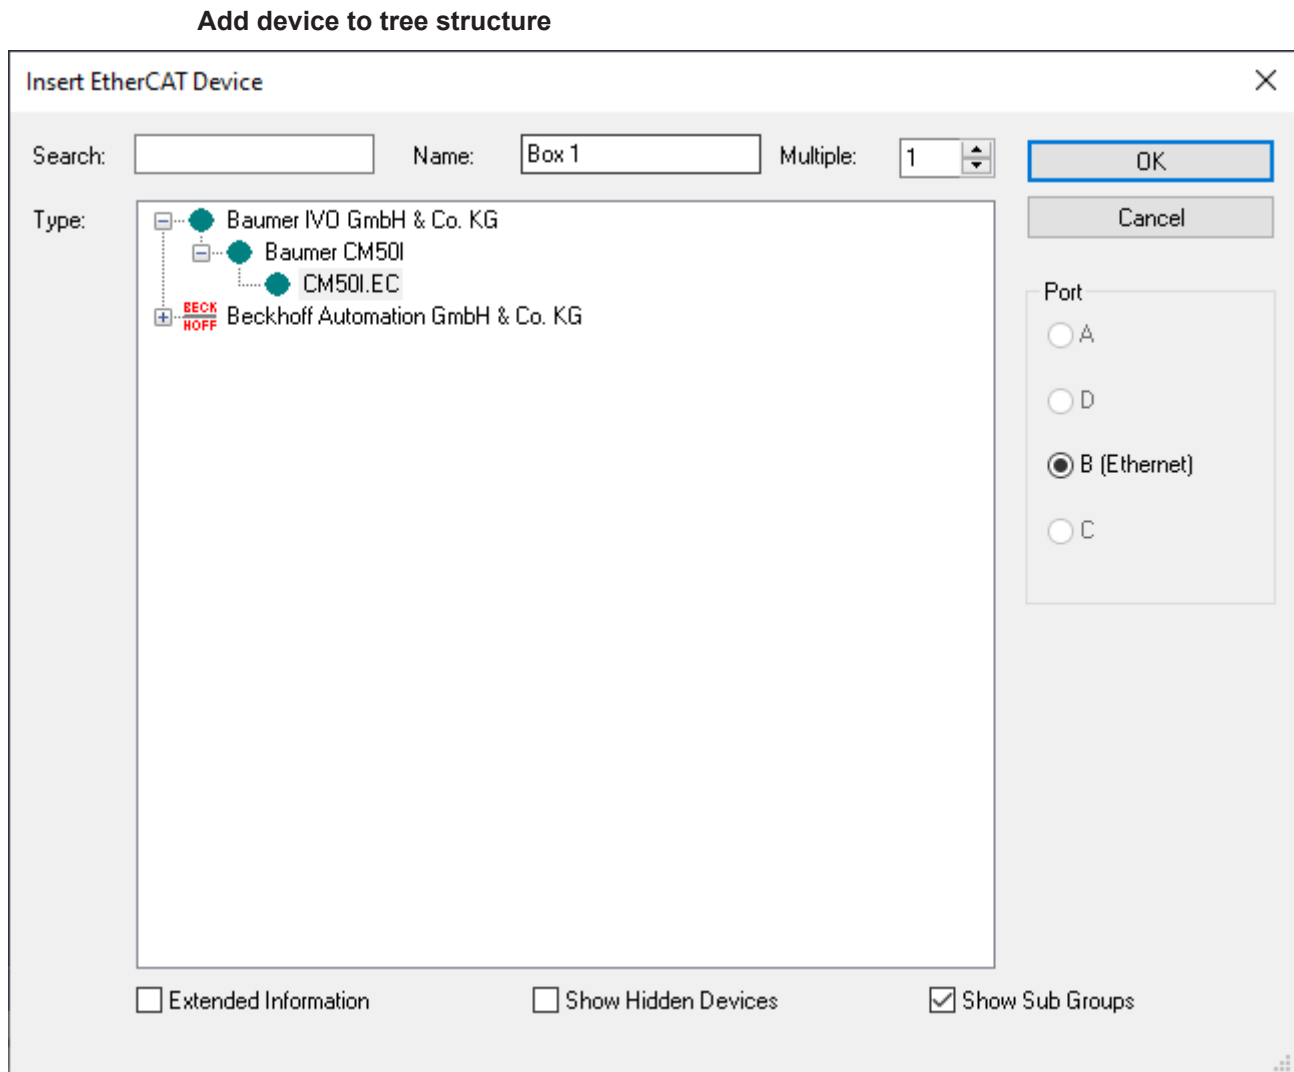 Add device to tree structure
Insert EtherCAT Device
Search:
Name: Box 1
Multiple: 1
OK
Type:
Baumer IVO GmbH & Co. KG
Cancel
Baumer CM50I
CM50I.EC
BECK
HOFF
Beckhoff Automation GmbH & Co. KG
Port
A
D
B (Ethernet)
C
Extended Information
Show Hidden Devices
Show Sub Groups